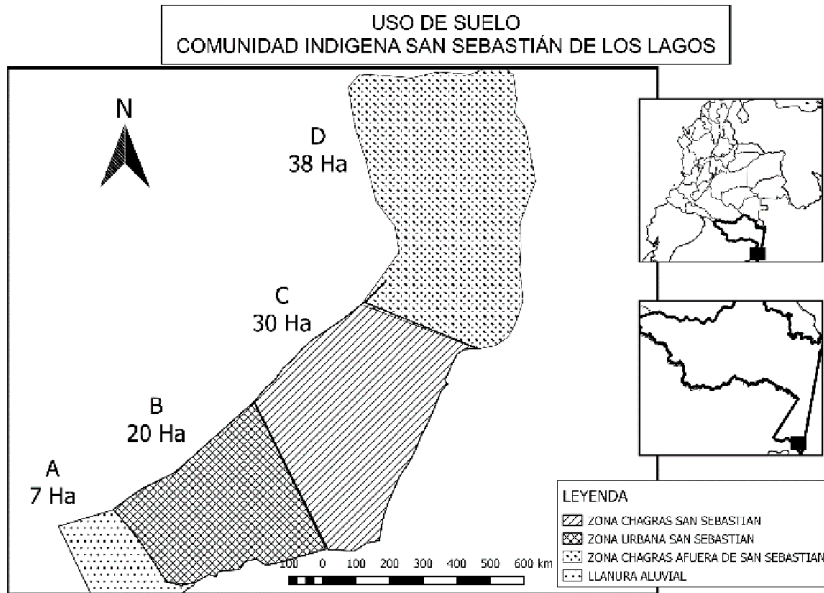 USO DE SUELO
COMUNIDAD INDIGENA SAN SEBASTIÁN DE LOS LAGOS
N
D
38 Ha
C
30 Ha
B
20 Ha
A
7 Ha
LEYENDA
ZONA CHAGRAS SAN SEBASTIAN
ZONA URBANA SAN SEBASTIAN
ZONA CHAGRAS AFUERA DE SAN SEBASTIAN
LLANURA ALUVIAL
100 0 100 200 300 400 500 600 km